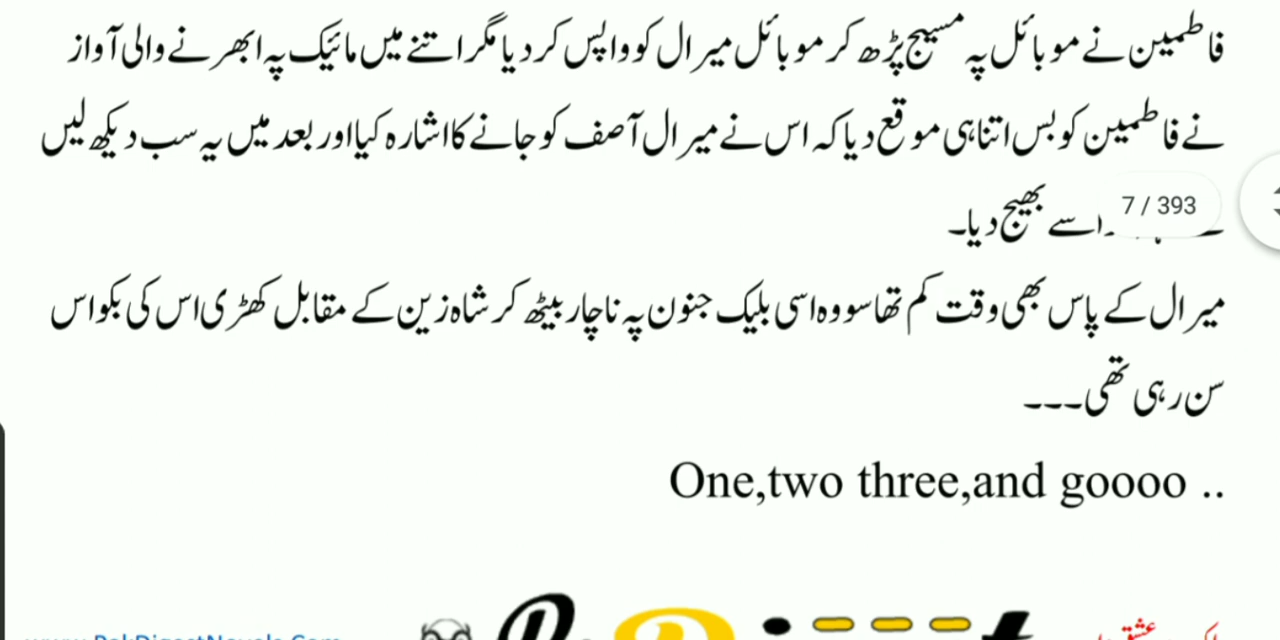 فاطمین نے موبائل پہ مسیج پڑھ کر موبائل میرال کو واپس کر دیا مگر اتنے میں مائیک پہ ابھرنے والی آواز
نے فاطمین کو بس اتنا ہی موقع دیا کہ اس نے میرال آصف کو جانے کا اشارہ کیا اور بعد میں یہ سب دیکھ لیں
اسے بھیج دیا۔
7 / 393
میرال کے پاس بھی وقت کم تھا سو وہ اسی بلیک جنون پہ ناچار بیٹھ کر شاہ زین کے مقابل کھڑی اس کی بکواس
سن رہی تھی۔۔۔
One,two three,and goooo ..
www.PakDigestNovels.Com